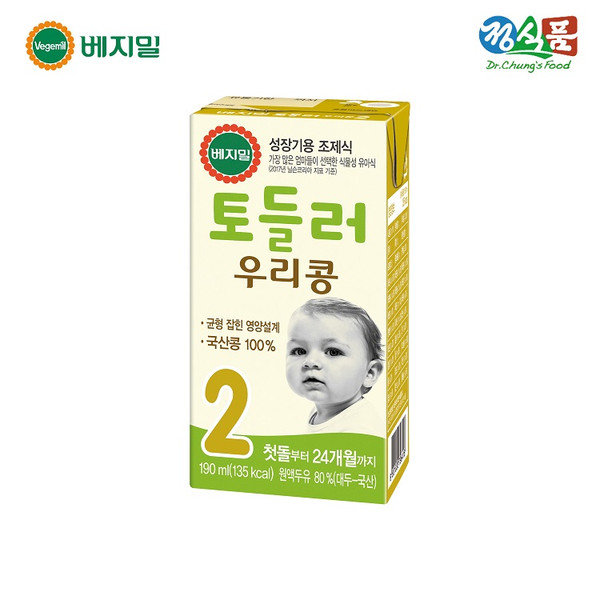 Vegemil 베지밀
정식품
Dr.Chung's Food
베지밀
성장기용 조제식
가장 많은 엄마들이 선택한 식물성 유아식
(2017년 닐슨코리아 지표 기준)
토들러
우리콩
· 균형 잡힌 영양설계
· 국산콩 100%
2
첫돌부터 24개월까지
190 ml(135 kcal) 원액두유 80%(대두-국산)